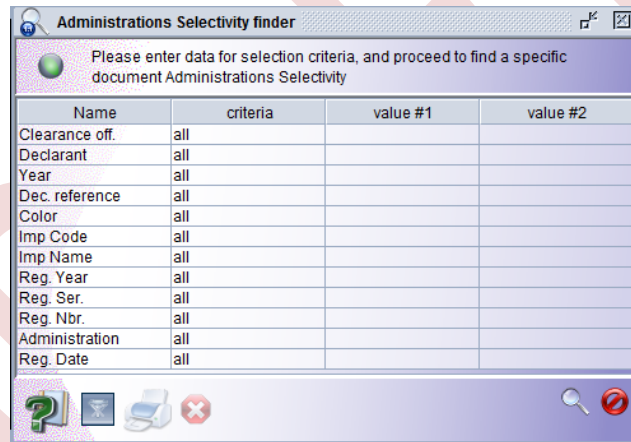 Administrations Selectivity finder
Please enter data for selection criteria, and proceed to find a specific
document Administrations Selectivity
Name criteria value #1 value #2
Clearance off. all
Declarant all
Year all
Dec. reference all
Color all
Imp Code all
Imp Name all
Reg. Year all
Reg. Ser. all
Reg. Nbr. all
Administration all
Reg. Date all